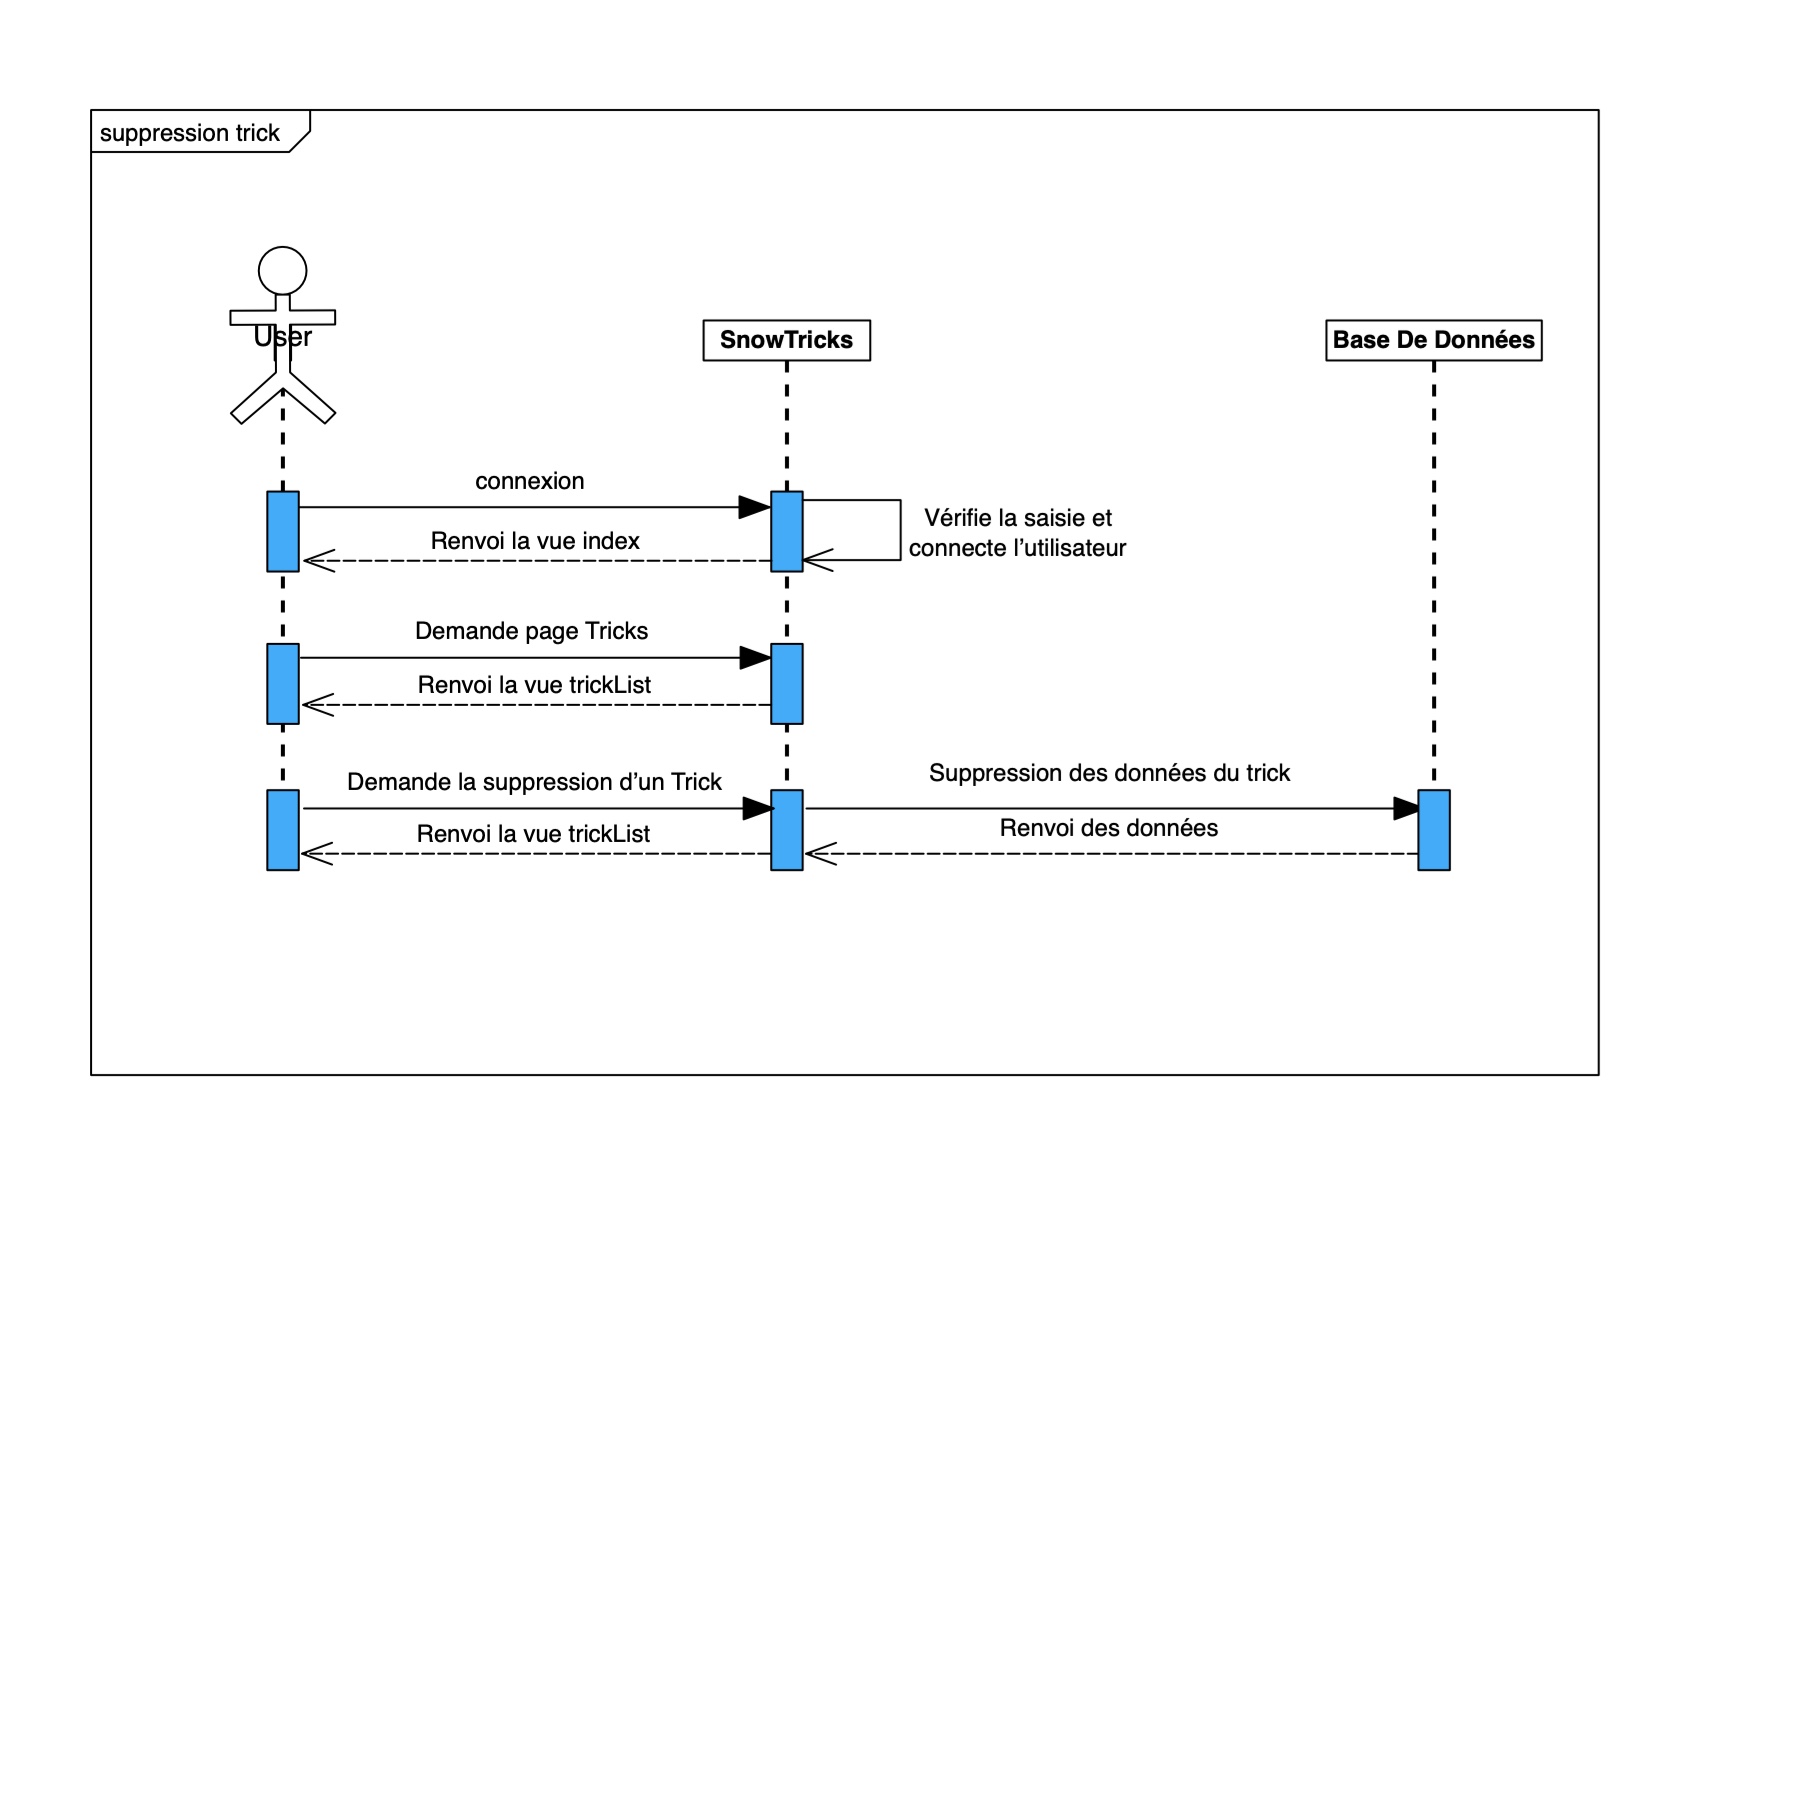 suppression trick
User
SnowTricks
Base De Données
connexion
Vérifie la saisie et
connecte l’utilisateur
Renvoi la vue index
Demande page Tricks
Renvoi la vue trickList
Demande la suppression d’un Trick
Suppression des données du trick
Renvoi la vue trickList
Renvoi des données